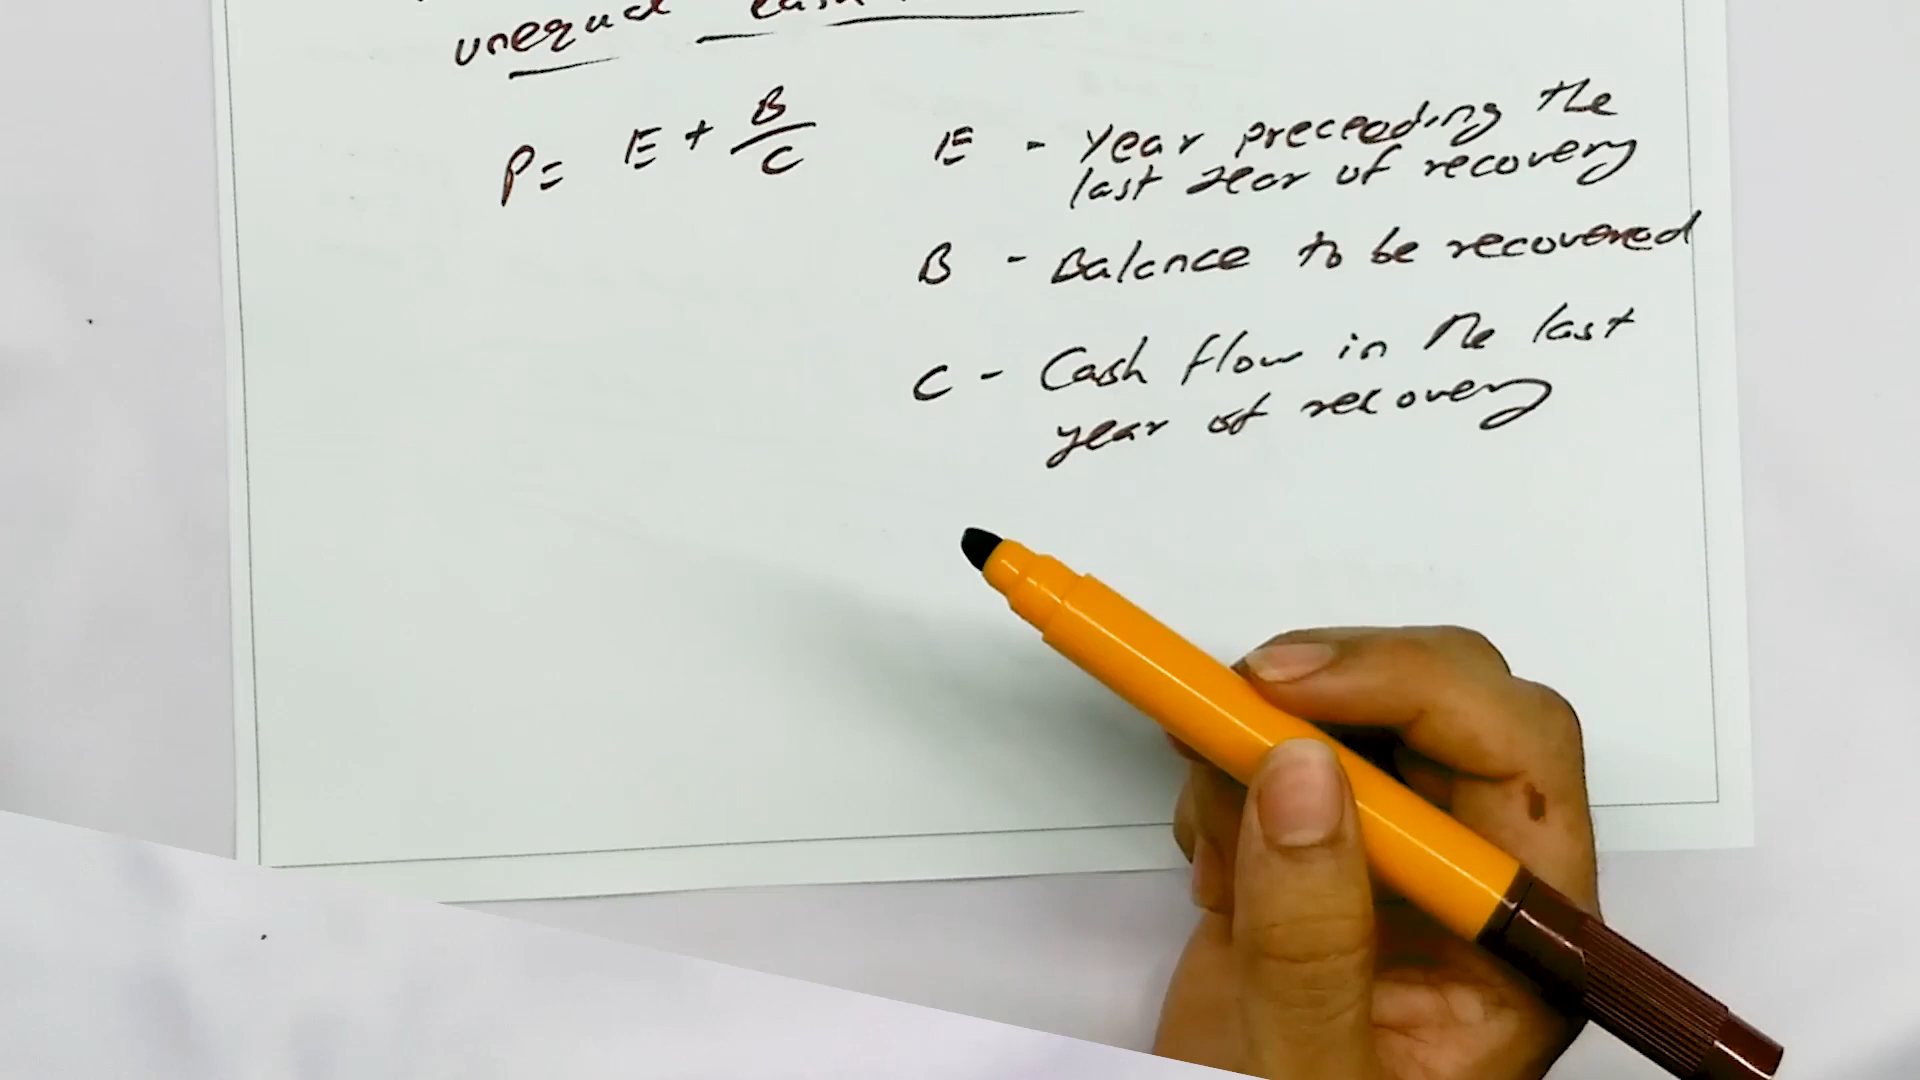 unequal cash
P = E + B/C
E - Year preceeding the
last year of recovery
B - Balance to be recovered
C - Cash flow in the last
year of recovery